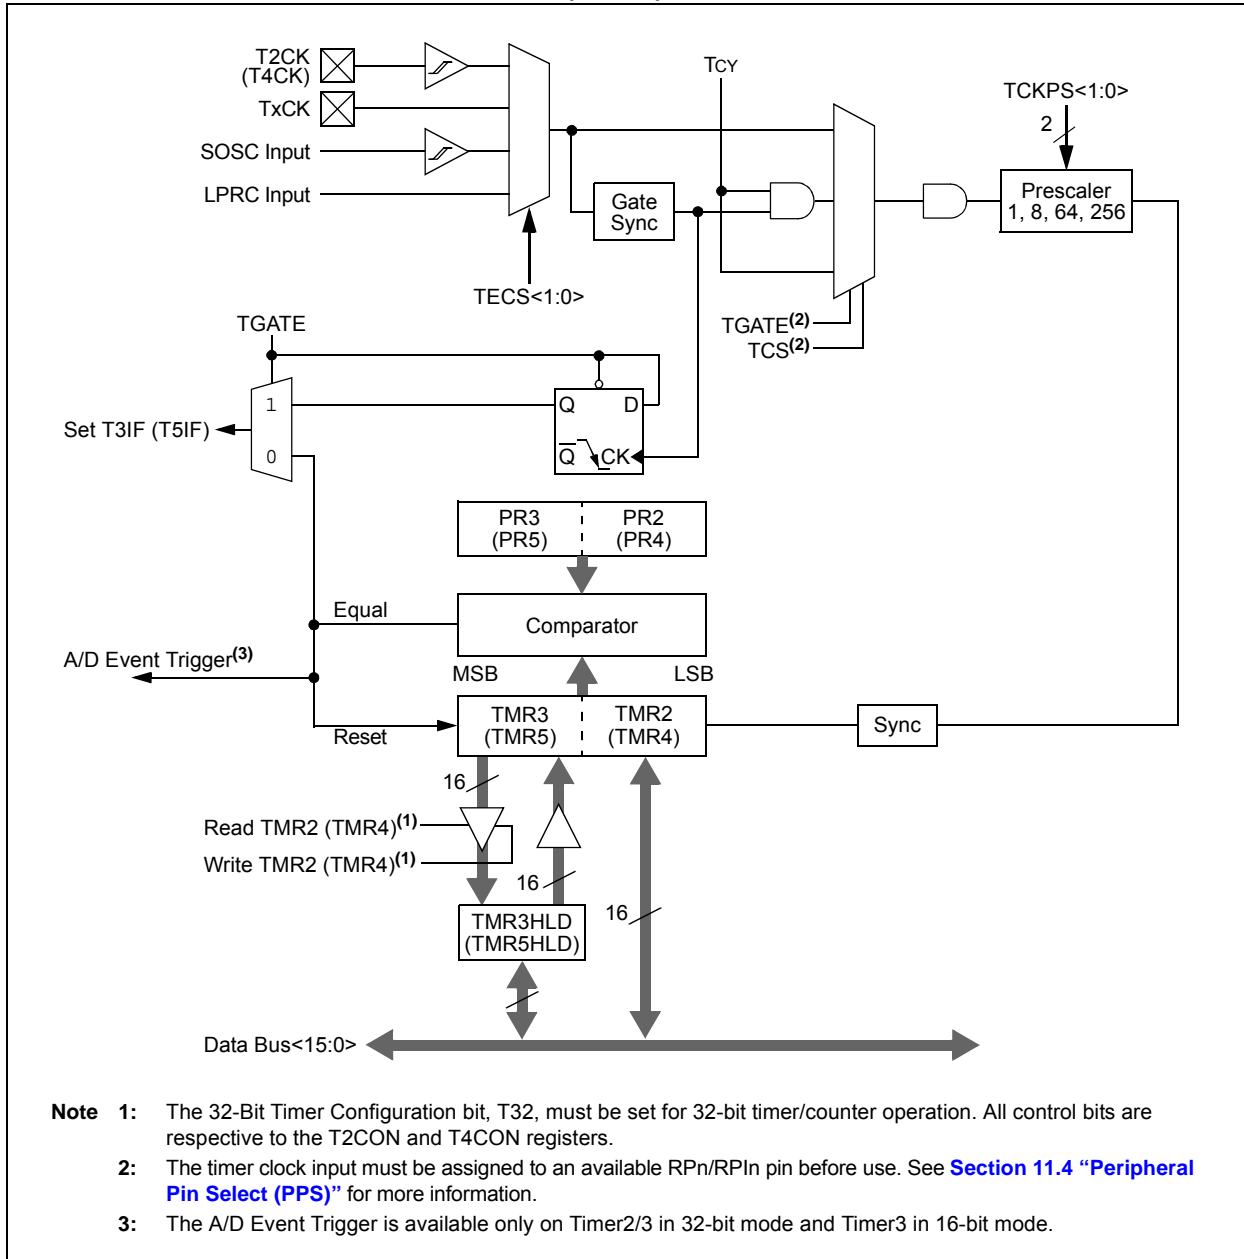 T2CK
(T4CK)
TxCK
SOSC Input
LPRC Input
TECS<1:0>
Gate
Sync
TCY
TGATE(2)
TCS(2)
TCKPS<1:0>
2
Prescaler
1, 8, 64, 256
TGATE
1
0
Set T3IF (T5IF)
Q D
Q CK
PR3
(PR5)
PR2
(PR4)
Equal
Comparator
A/D Event Trigger(3)
MSB LSB
TMR3
(TMR5)
TMR2
(TMR4)
Sync
Reset
16
Read TMR2 (TMR4)(1)
Write TMR2 (TMR4)(1)
16
16
TMR3HLD
(TMR5HLD)
Data Bus<15:0>
Note 1: The 32-Bit Timer Configuration bit, T32, must be set for 32-bit timer/counter operation. All control bits are
respective to the T2CON and T4CON registers.
2: The timer clock input must be assigned to an available RPn/RPIn pin before use. See Section 11.4 “Peripheral
Pin Select (PPS)” for more information.
3: The A/D Event Trigger is available only on Timer2/3 in 32-bit mode and Timer3 in 16-bit mode.